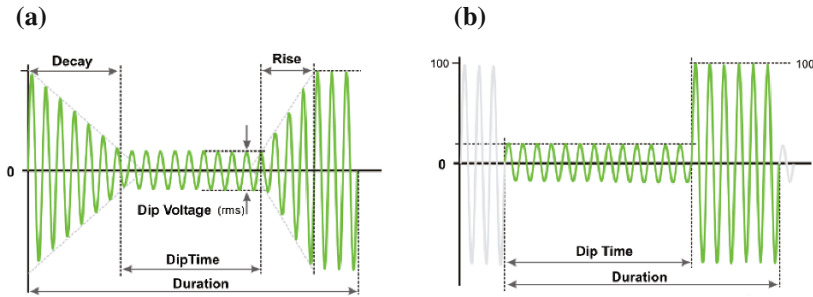 (a)
Decay
Rise
0
Dip Voltage (rms)
DipTime
Duration
(b)
100
100
0
Dip Time
Duration